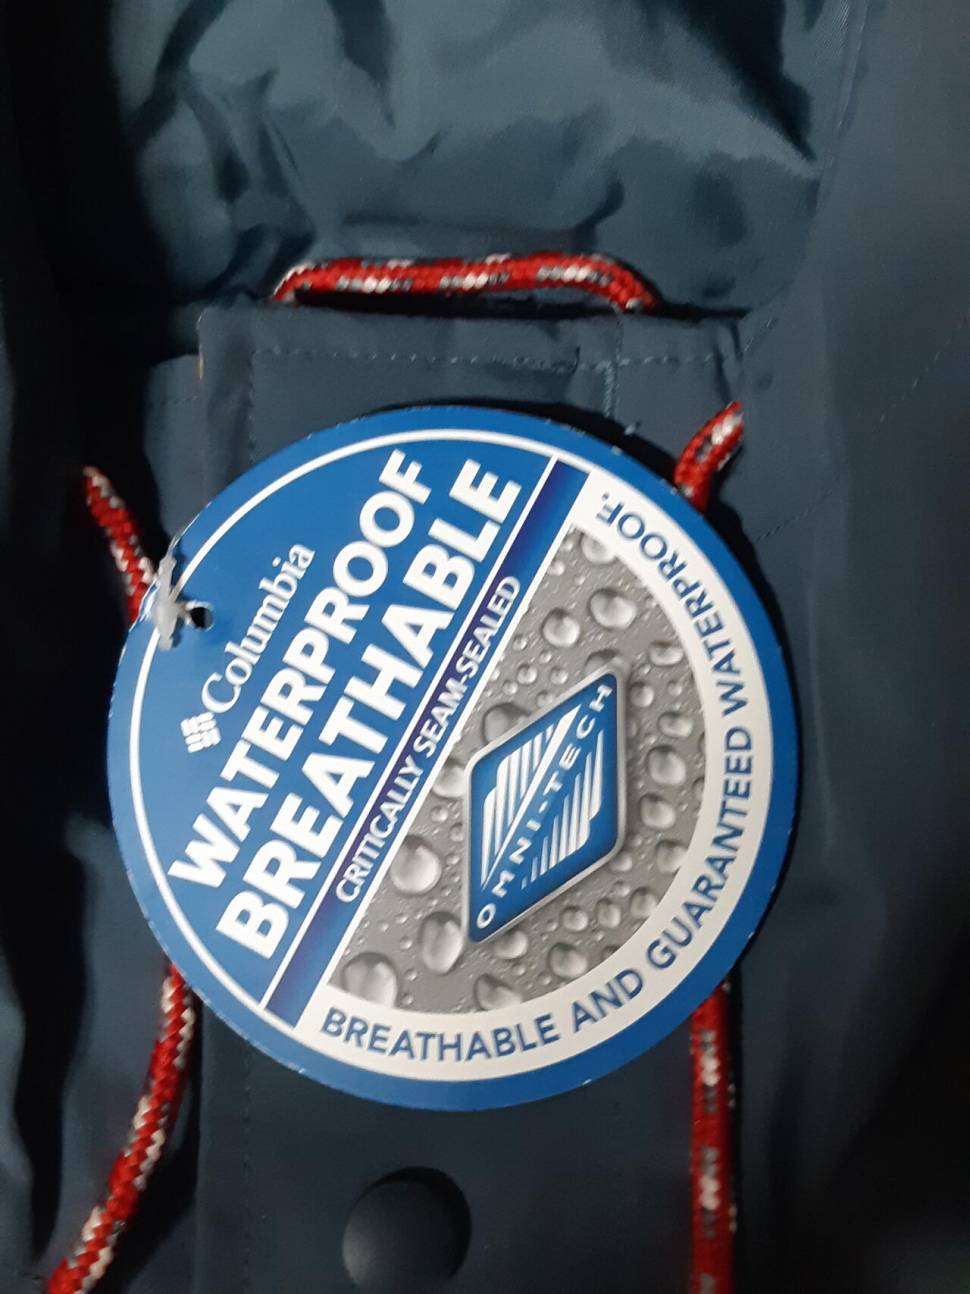 Columbia
WATERPROOF
BREATHABLE
CRITICALLY SEAM-SEALED
OMNI-TECH
BREATHABLE AND GUARANTEED WATERPROOF.